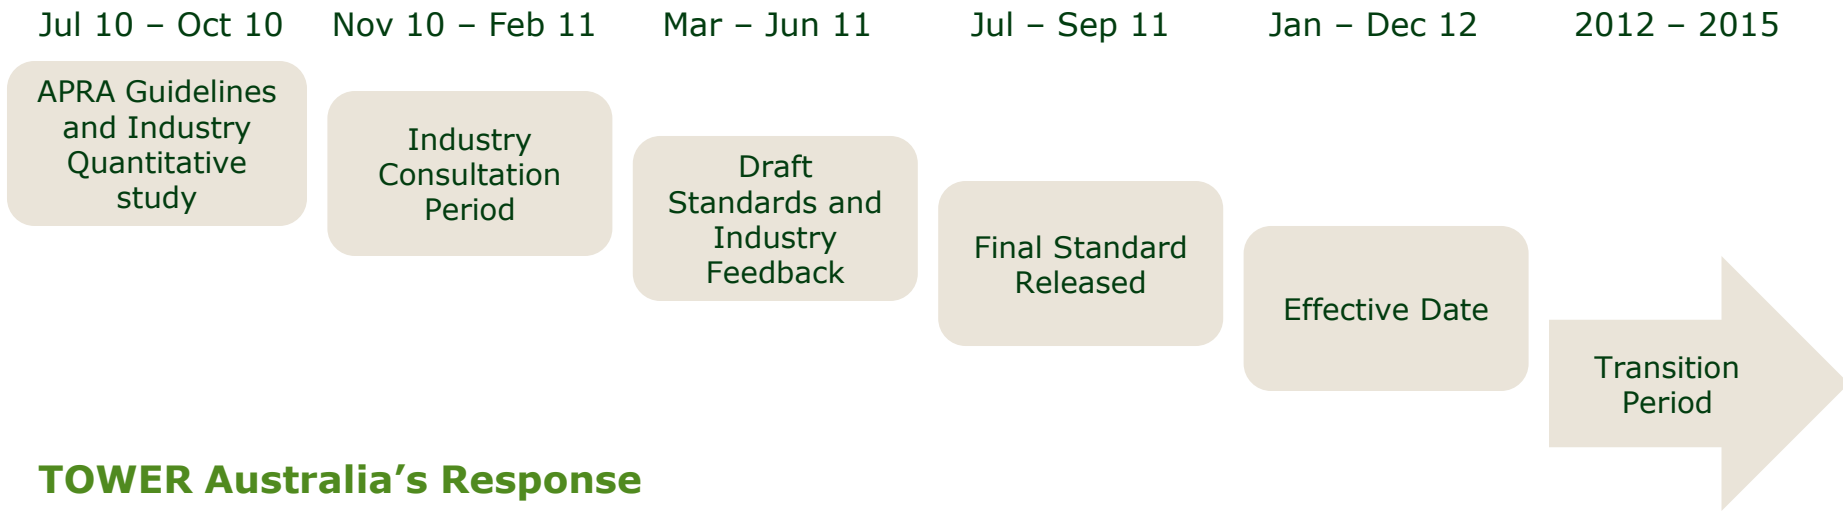 Jul 10 – Oct 10
Nov 10 – Feb 11
Mar – Jun 11
Jul – Sep 11
Jan – Dec 12
2012 – 2015
APRA Guidelines
and Industry
Quantitative
study
Industry
Consultation
Period
Draft
Standards and
Industry
Feedback
Final Standard
Released
Effective Date
Transition
Period
TOWER Australia’s Response